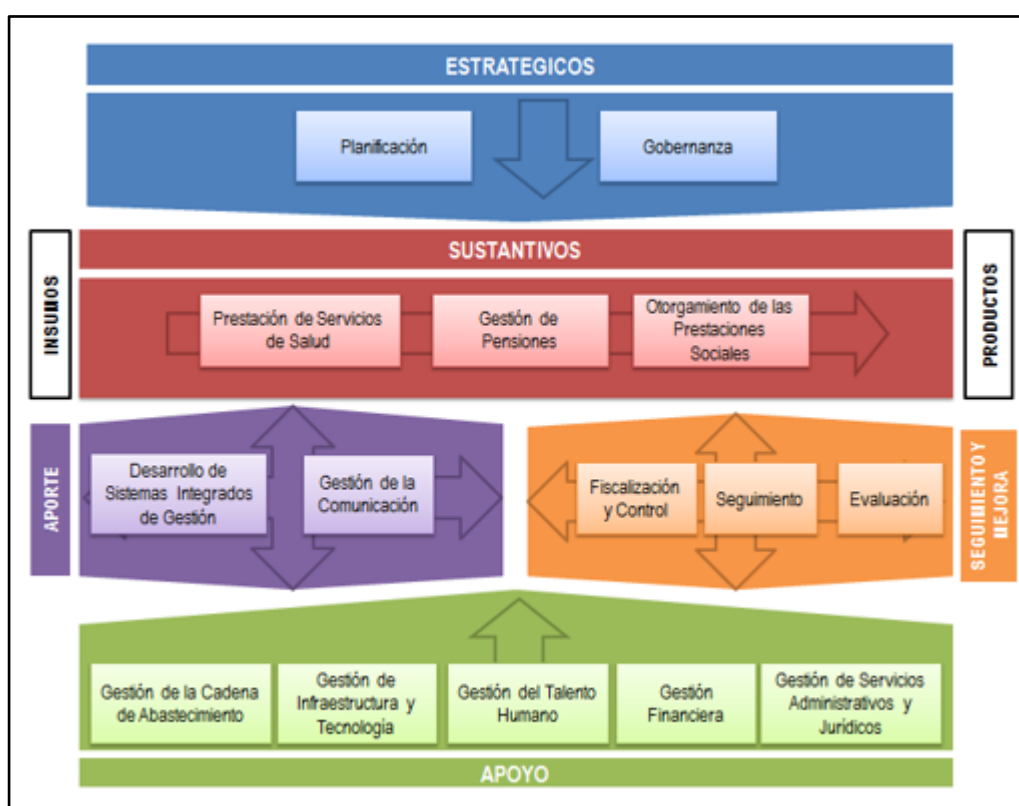 ESTRATEGICOS
Planificación
Gobernanza
INSUMOS
SUSTANTIVOS
Prestación de Servicios
de Salud
Gestión de
Pensiones
Otorgamiento de las
Prestaciones
Sociales
PRODUCTOS
APORTE
Desarrollo de
Sistemas Integrados
de Gestión
Gestión de la
Comunicación
Fiscalización
y Control
Seguimiento
Evaluación
SEGUIMIENTO Y
MEJORA
Gestión de la Cadena
de Abastecimiento
Gestión de
Infraestructura y
Tecnología
Gestión del Talento
Humano
Gestión
Financiera
Gestión de Servicios
Administrativos y
Jurídicos
APOYO